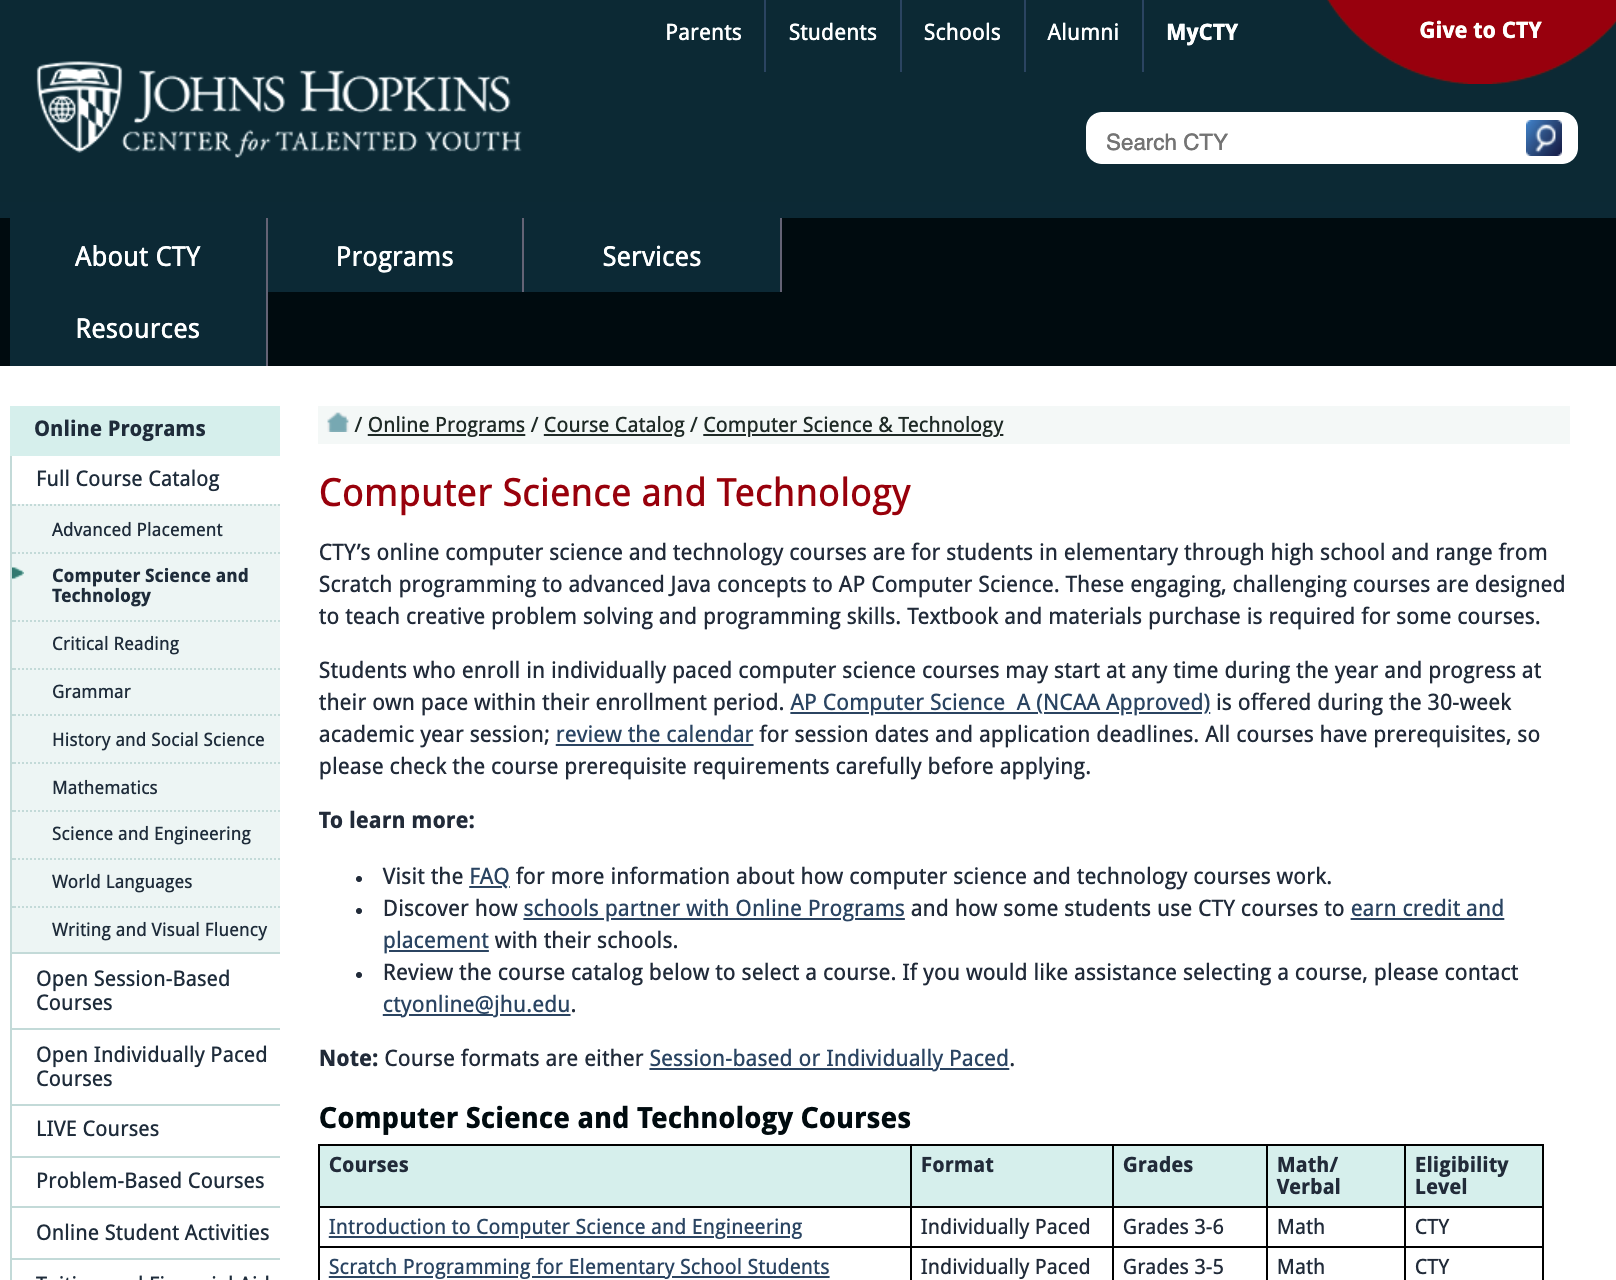 Parents
Students
Schools
Alumni
MyCTY
Give to CTY
JOHNS HOPKINS
CENTER for TALENTED YOUTH
Search CTY
About CTY
Programs
Services
Resources
Online Programs
Full Course Catalog
Advanced Placement
Computer Science and
Technology
Critical Reading
Grammar
History and Social Science
Mathematics
Science and Engineering
World Languages
Writing and Visual Fluency
Open Session-Based
Courses
Open Individually Paced
Courses
LIVE Courses
Problem-Based Courses
Online Student Activities
/ Online Programs / Course Catalog / Computer Science & Technology
Computer Science and Technology
CTY’s online computer science and technology courses are for students in elementary through high school and range from
Scratch programming to advanced Java concepts to AP Computer Science. These engaging, challenging courses are designed
to teach creative problem solving and programming skills. Textbook and materials purchase is required for some courses.
Students who enroll in individually paced computer science courses may start at any time during the year and progress at
their own pace within their enrollment period. AP Computer Science  A (NCAA Approved) is offered during the 30-week
academic year session; review the calendar for session dates and application deadlines. All courses have prerequisites, so
please check the course prerequisite requirements carefully before applying.
To learn more:
• Visit the FAQ for more information about how computer science and technology courses work.
• Discover how schools partner with Online Programs and how some students use CTY courses to earn credit and
placement with their schools.
• Review the course catalog below to select a course. If you would like assistance selecting a course, please contact
ctyonline@jhu.edu.
Note: Course formats are either Session-based or Individually Paced.
Computer Science and Technology Courses
Courses Format Grades Math/ Eligibility
Verbal Level
Introduction to Computer Science and Engineering Individually Paced Grades 3-6 Math CTY
Scratch Programming for Elementary School Students Individually Paced Grades 3-5 Math CTY